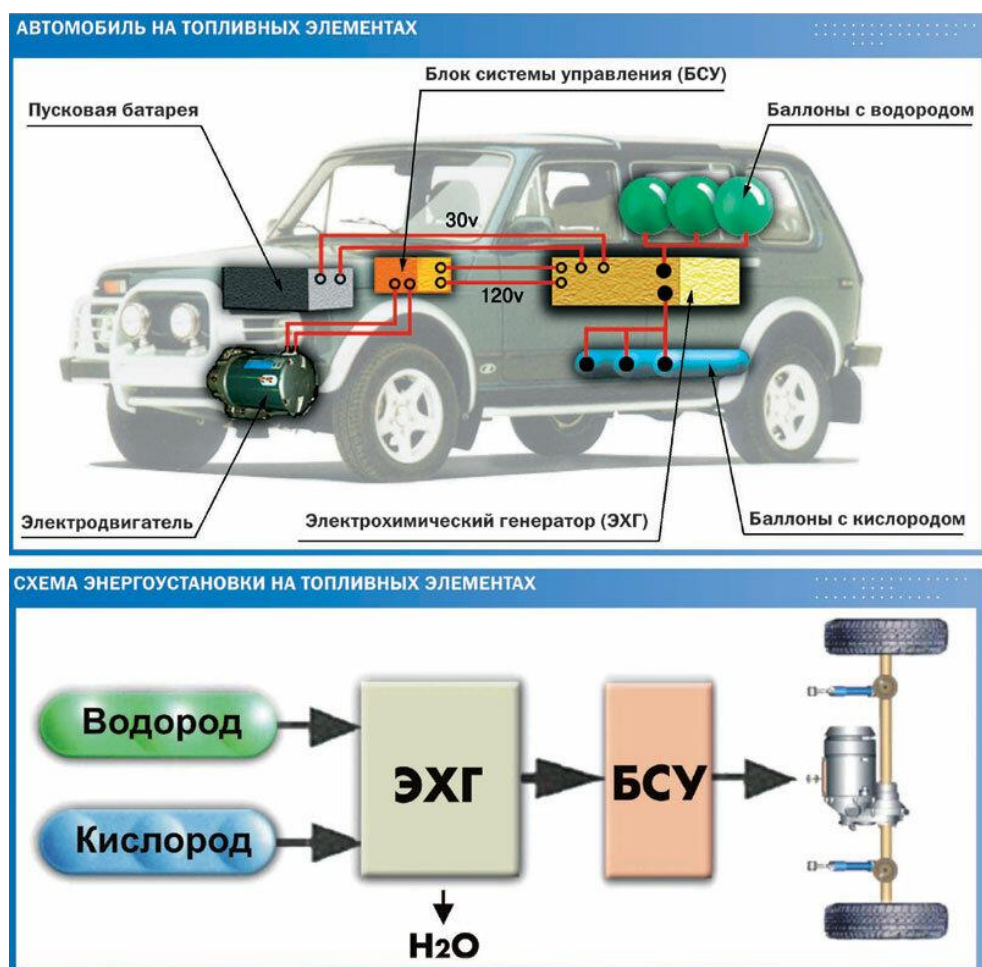 АВТОМОБИЛЬ НА ТОПЛИВНЫХ ЭЛЕМЕНТАХ
Блок системы управления (БСУ)
Пусковая батарея
Баллоны с водородом
30v
120v
Электродвигатель
Электрохимический генератор (ЭХГ)
Баллоны с кислородом
СХЕМА ЭНЕРГОУСТАНОВКИ НА ТОПЛИВНЫХ ЭЛЕМЕНТАХ
Водород
ЭХГ
БСУ
Кислород
H2O